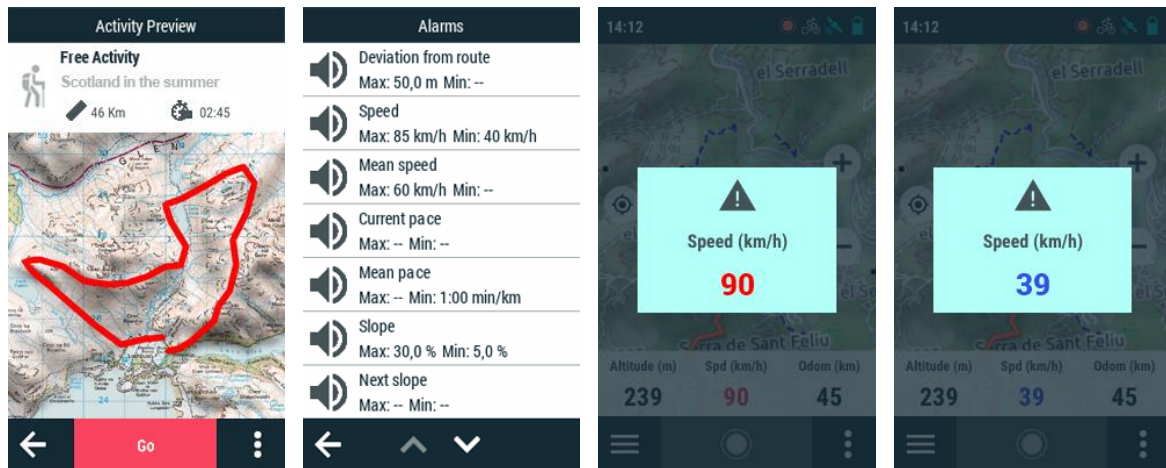 Activity Preview
Free Activity
Scotland in the summer
46 Km 02:45
G L E N
24
Go
Alarms
Deviation from route
Max: 50,0 m Min: --
Speed
Max: 85 km/h Min: 40 km/h
Mean speed
Max: 60 km/h Min: --
Current pace
Max: -- Min: --
Mean pace
Max: -- Min: 1:00 min/km
Slope
Max: 30,0 % Min: 5,0 %
Next slope
Max: -- Min: --
14:12
el Serradell
Speed (km/h)
90
Serra de Sant Feliu
Altitude (m) Spd (km/h) Odom (km)
239 90 45
14:12
el Serradell
Speed (km/h)
39
Serra de Sant Feliu
Altitude (m) Spd (km/h) Odom (km)
239 39 45